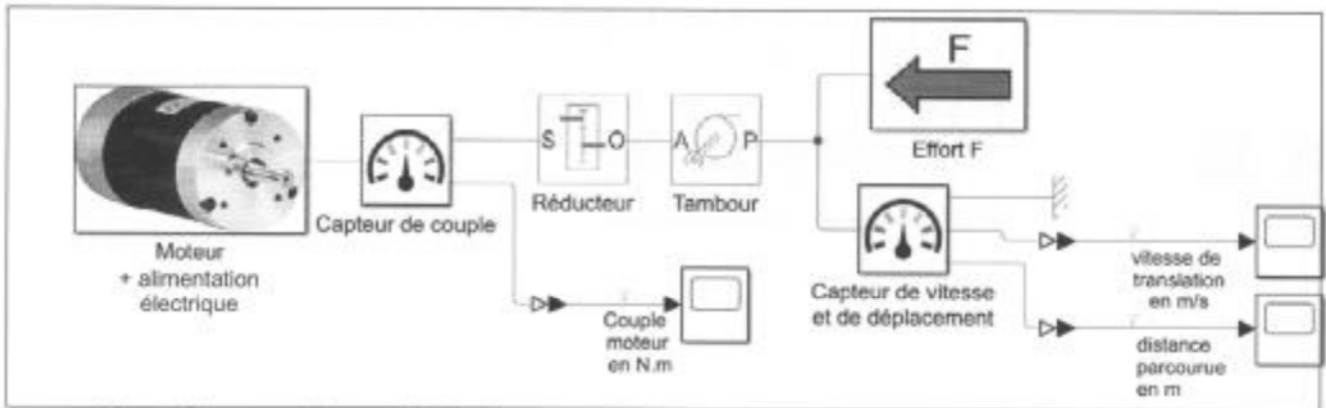 F
Effort F
S
O
A
P
Réducteur
Tambour
Capteur de couple
Moteur
+ alimentation
électrique
Couple
moteur
en N.m
Capteur de vitesse
et de déplacement
vitesse de
translation
en m/s
distance
parcourue
en m